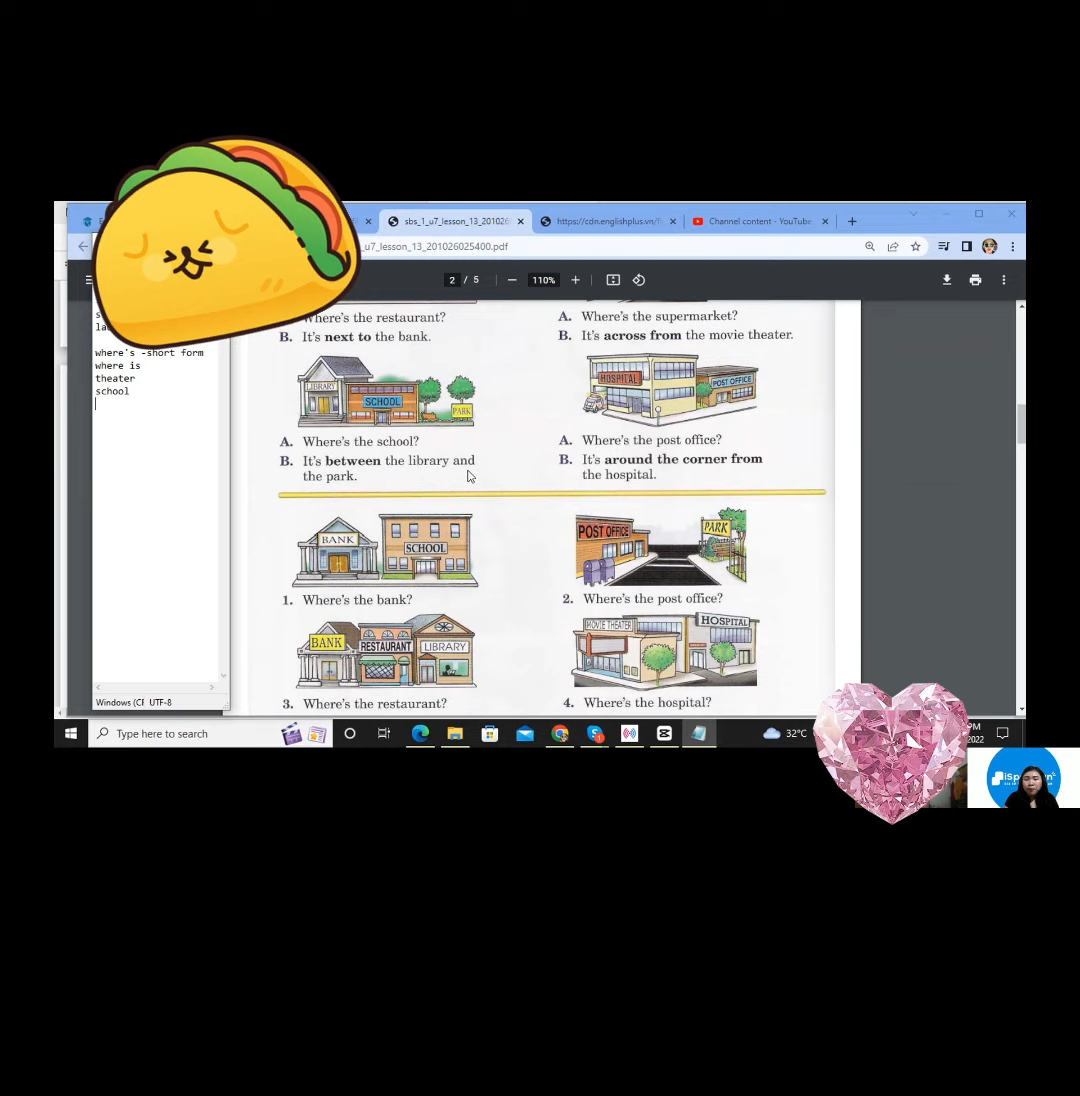 sbs_1_u7_lesson_13_20102
https://cdn.englishplus.vn/fi
Channel content - YouTube
_u7_lesson_13_201026025400.pdf
2 / 5
110%
where's -short form
where is
theater
school
Windows (CI UTF-8
Where's the restaurant?
B. It's next to the bank.
A. Where's the supermarket?
B. It's across from the movie theater.
LIBRARY
SCHOOL
PARK
HOSPITAL
POST OFFICE
A. Where's the school?
B. It's between the library and
the park.
A. Where's the post office?
B. It's around the corner from
the hospital.
BANK
SCHOOL
POST OFFICE
PARK
1. Where's the bank?
2. Where's the post office?
BANK
RESTAURANT
LIBRARY
MOVIE THEATER
HOSPITAL
3. Where's the restaurant?
4. Where's the hospital?
Type here to search
32°C
PM
2022